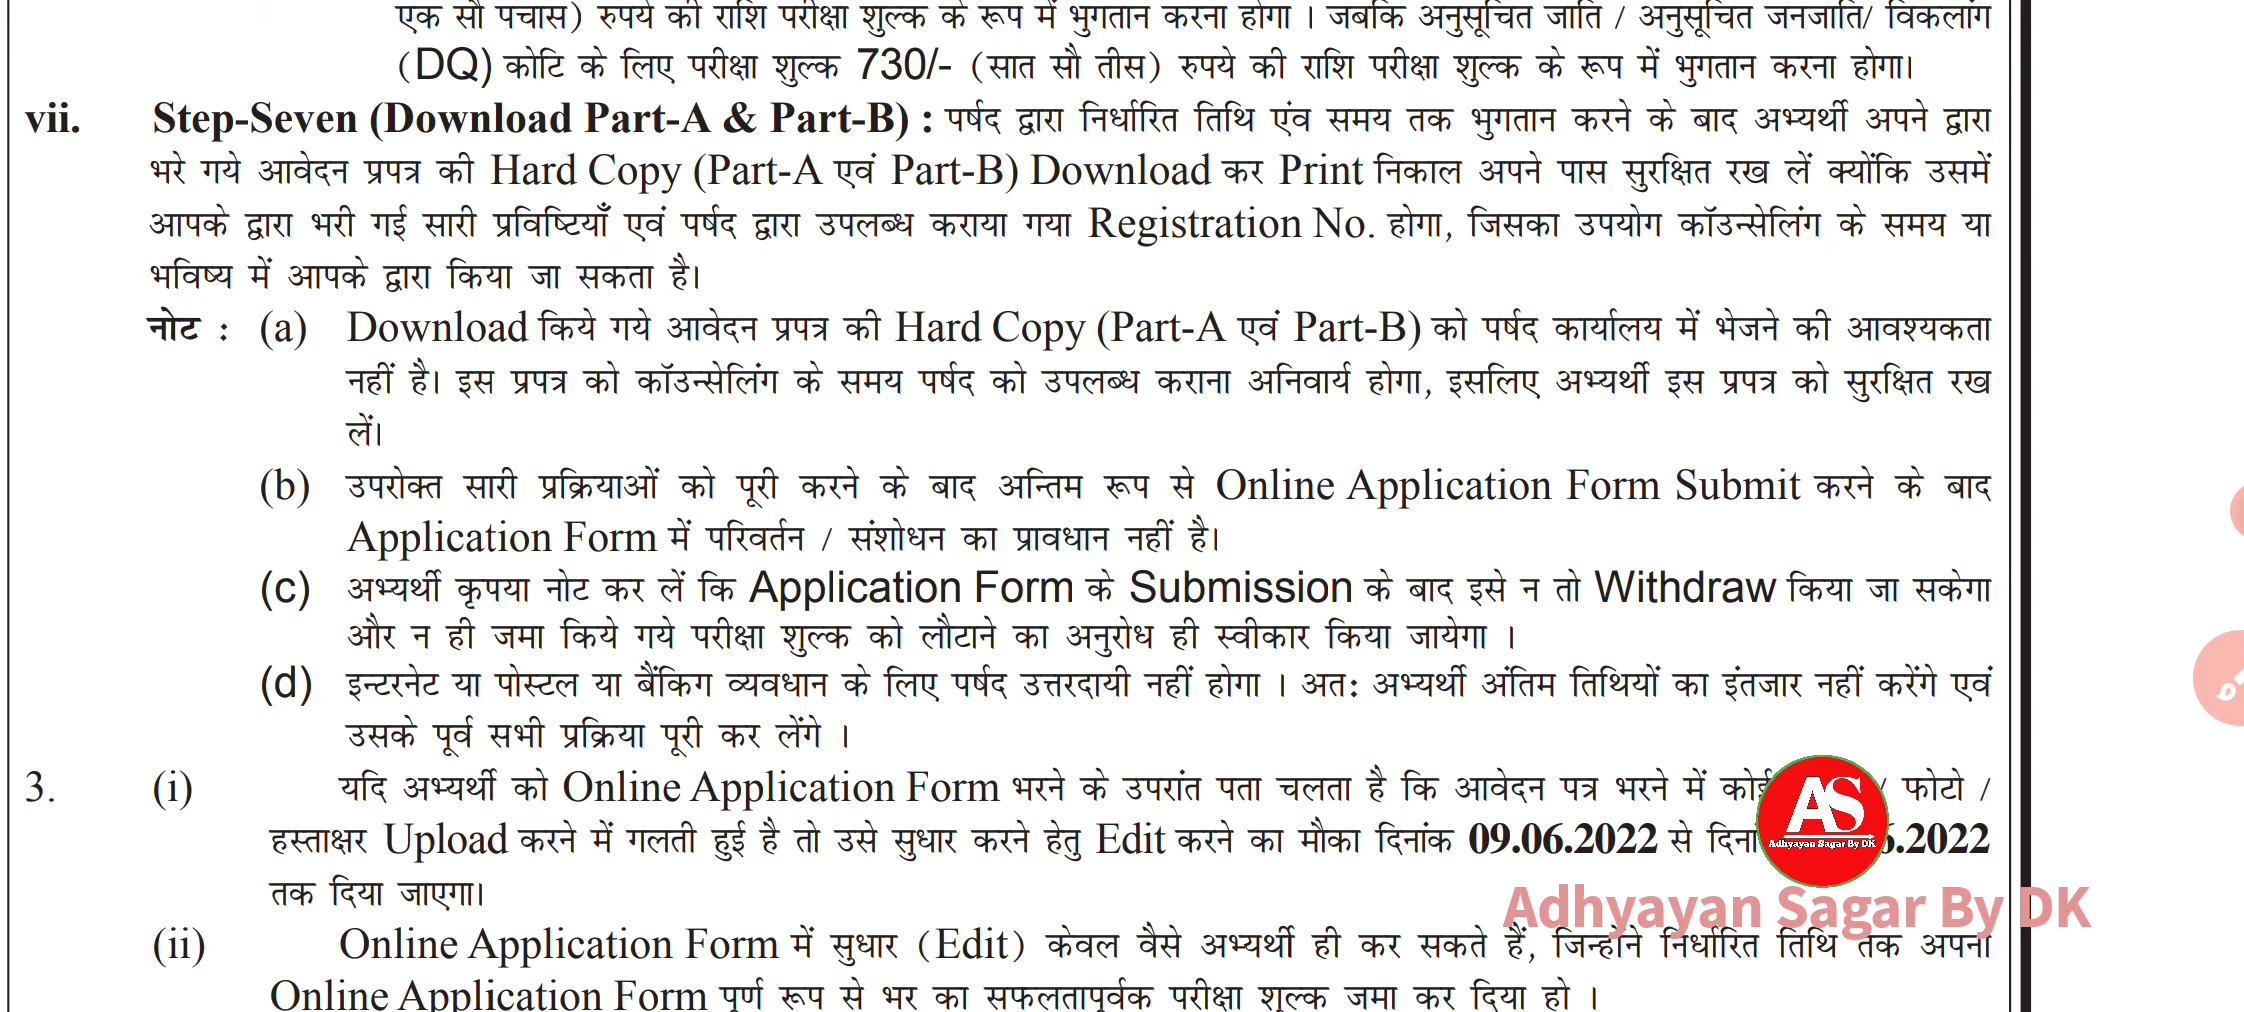 एक सौ पचास) रुपये की राशि परीक्षा शुल्क के रूप में भुगतान करना होगा । जबकि अनुसूचित जाति / अनुसूचित जनजाति/ विकलांग
(DQ) कोटि के लिए परीक्षा शुल्क 730/- (सात सौ तीस) रुपये की राशि परीक्षा शुल्क के रूप में भुगतान करना होगा।
vii. Step-Seven (Download Part-A & Part-B) : पर्षद द्वारा निर्धारित तिथि एंव समय तक भुगतान करने के बाद अभ्यर्थी अपने द्वारा
भरे गये आवेदन प्रपत्र की Hard Copy (Part-A एवं Part-B) Download कर Print निकाल अपने पास सुरक्षित रख लें क्योंकि उसमें
आपके द्वारा भरी गई सारी प्रविष्टियाँ एवं पर्षद द्वारा उपलब्ध कराया गया Registration No. होगा, जिसका उपयोग कॉउन्सेलिंग के समय या
भविष्य में आपके द्वारा किया जा सकता है।
नोट : (a) Download किये गये आवेदन प्रपत्र की Hard Copy (Part-A एवं Part-B) को पर्षद कार्यालय में भेजने की आवश्यकता
नहीं है। इस प्रपत्र को कॉउन्सेलिंग के समय पर्षद को उपलब्ध कराना अनिवार्य होगा, इसलिए अभ्यर्थी इस प्रपत्र को सुरक्षित रख
लें।
(b) उपरोक्त सारी प्रक्रियाओं को पूरी करने के बाद अन्तिम रूप से Online Application Form Submit करने के बाद
Application Form में परिवर्तन / संशोधन का प्रावधान नहीं है।
(c) अभ्यर्थी कृपया नोट कर लें कि Application Form के Submission के बाद इसे न तो Withdraw किया जा सकेगा
और न ही जमा किये गये परीक्षा शुल्क को लौटाने का अनुरोध ही स्वीकार किया जायेगा ।
(d) इन्टरनेट या पोस्टल या बैंकिग व्यवधान के लिए पर्षद उत्तरदायी नहीं होगा । अतः अभ्यर्थी अंतिम तिथियों का इंतजार नहीं करेंगे एवं
उसके पूर्व सभी प्रक्रिया पूरी कर लेंगे ।
3. (i) यदि अभ्यर्थी को Online Application Form भरने के उपरांत पता चलता है कि आवेदन पत्र भरने में कोई / फोटो /
हस्ताक्षर Upload करने में गलती हुई है तो उसे सुधार करने हेतु Edit करने का मौका दिनांक 09.06.2022 से .2022
तक दिया जाएगा।
AS
Adhyayan Sagar By DK
Adhyayan Sagar By DK
(ii) Online Application Form में सुधार (Edit) केवल वैसे अभ्यर्थी ही कर सकते हैं, जिन्होंने निर्धारित तिथि तक अपना
Online Application Form पूर्ण रूप से भर का सफलतापूर्वक परीक्षा शुल्क जमा कर दिया हो ।